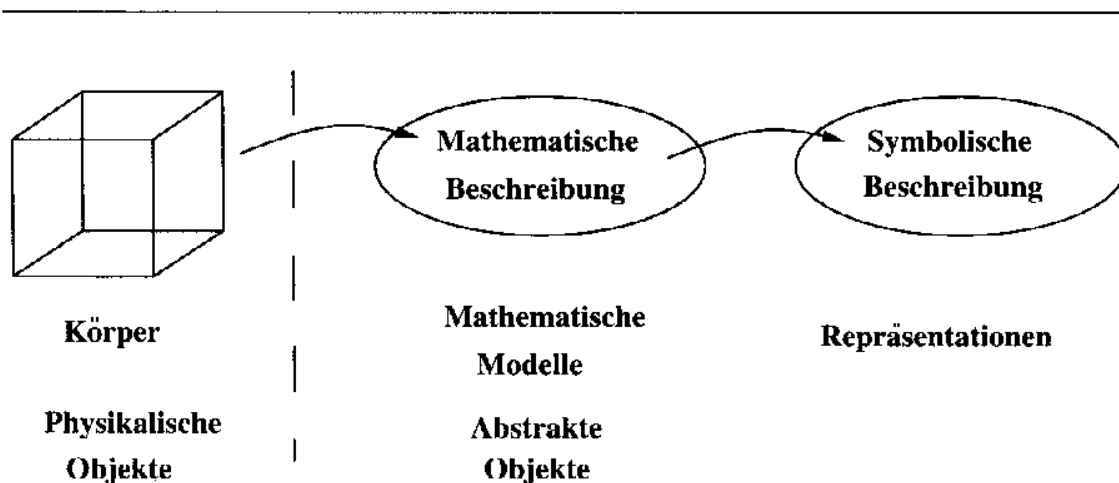 Mathematische
Beschreibung
Symbolische
Beschreibung
Körper
Mathematische
Modelle
Repräsentationen
Physikalische
Objekte
Abstrakte
Objekte